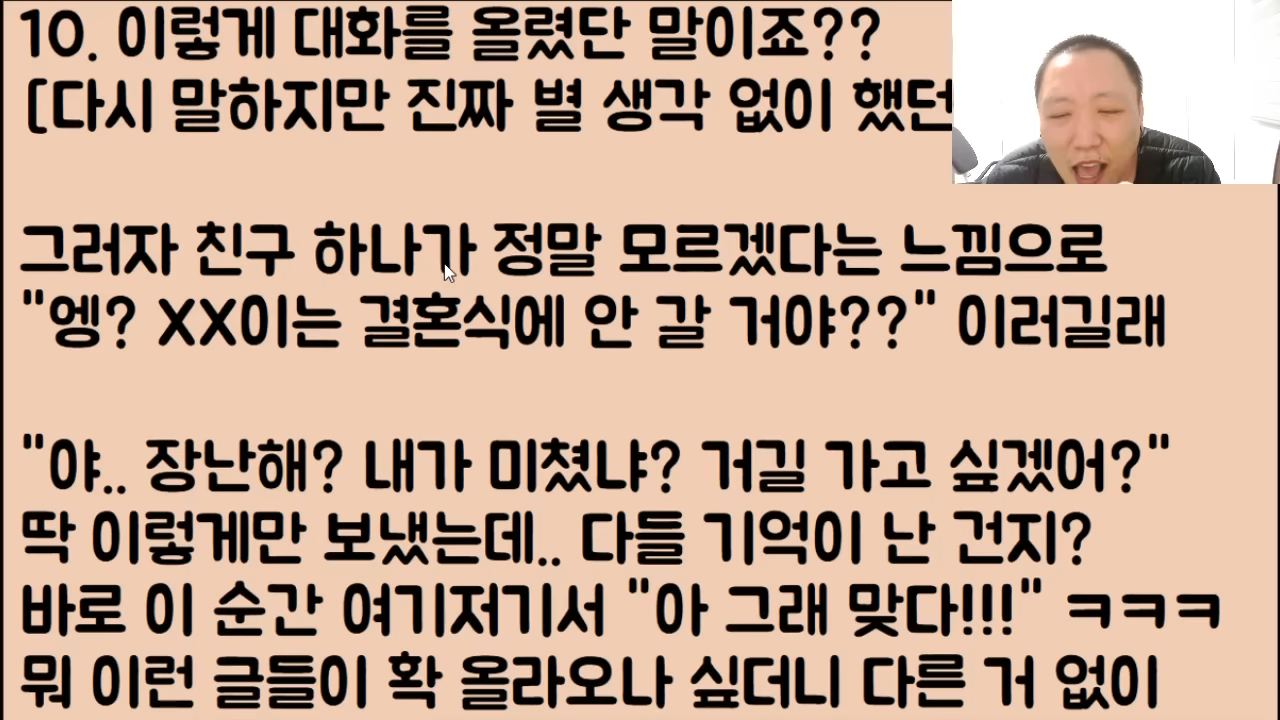 10. 이렇게 대화를 올렸단 말이죠??
[다시 말하지만 진짜 별 생각 없이 했던
그러자 친구 하나가 정말 모르겠다는 느낌으로
"엥? XX이는 결혼식에 안 갈 거야??" 이러길래
"야.. 장난해? 내가 미쳤냐? 거길 가고 싶겠어?"
딱 이렇게만 보냈는데.. 다들 기억이 난 건지?
바로 이 순간 여기저기서 "아 그래 맞다!!!" ㅋㅋㅋ
뭐 이런 글들이 확 올라오나 싶더니 다른 거 없이